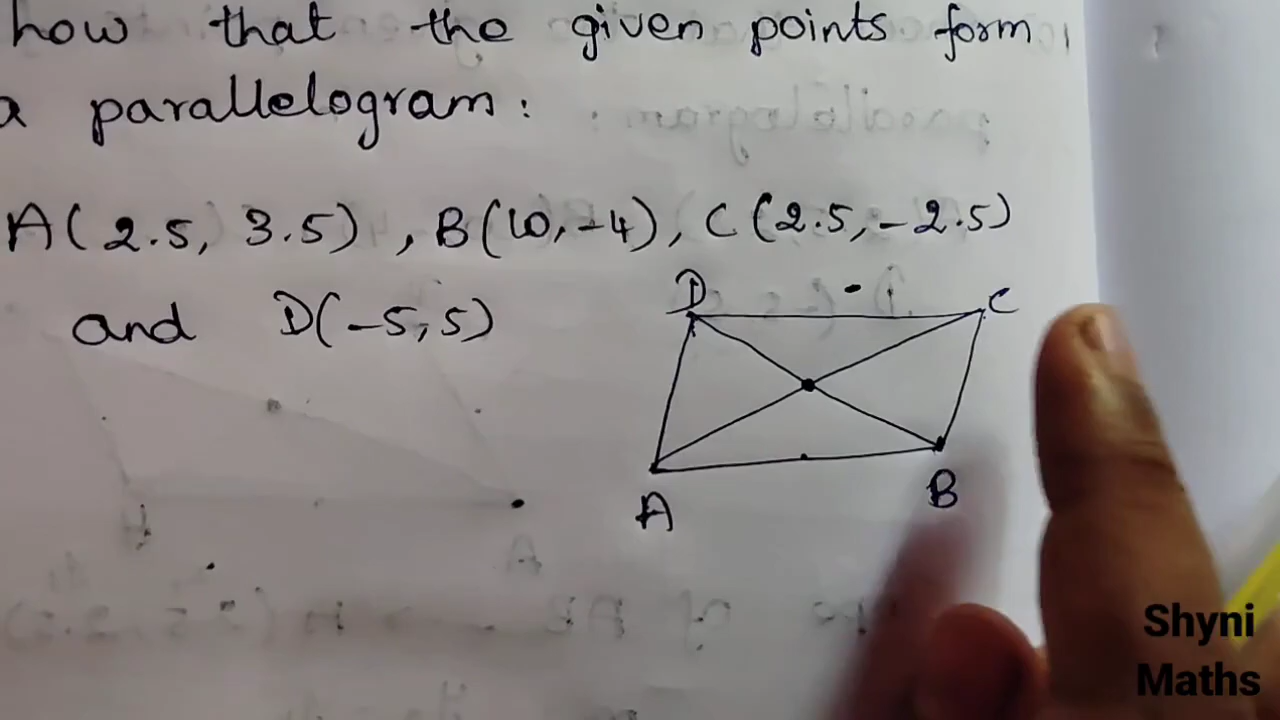 how that the given points form
a parallelogram:
A(2.5, 3.5), B(10,-4), C(2.5,-2.5)
and D(-5,5)
D C
A B
Shyni
Maths